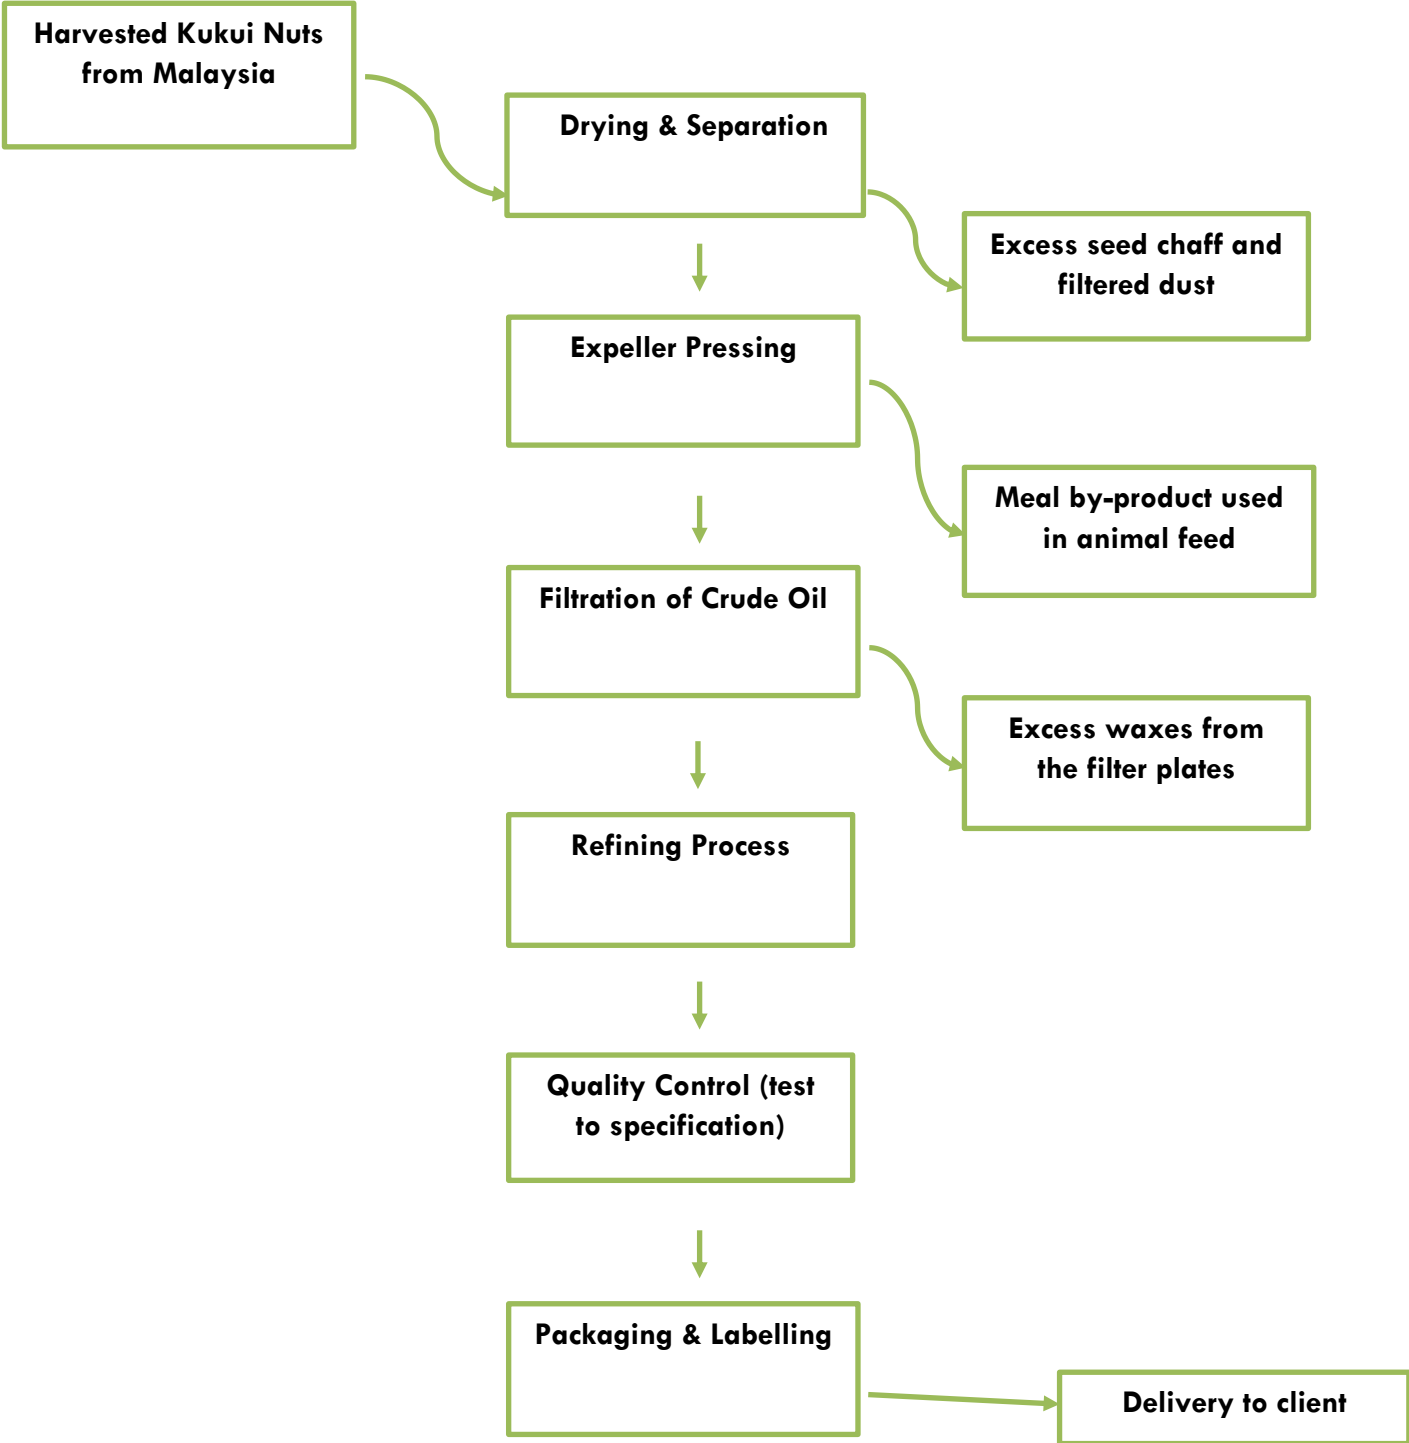 Harvested Kukui Nuts
from Malaysia
Drying & Separation
Excess seed chaff and
filtered dust
Expeller Pressing
Meal by-product used
in animal feed
Filtration of Crude Oil
Excess waxes from
the filter plates
Refining Process
Quality Control (test
to specification)
Packaging & Labelling
Delivery to client